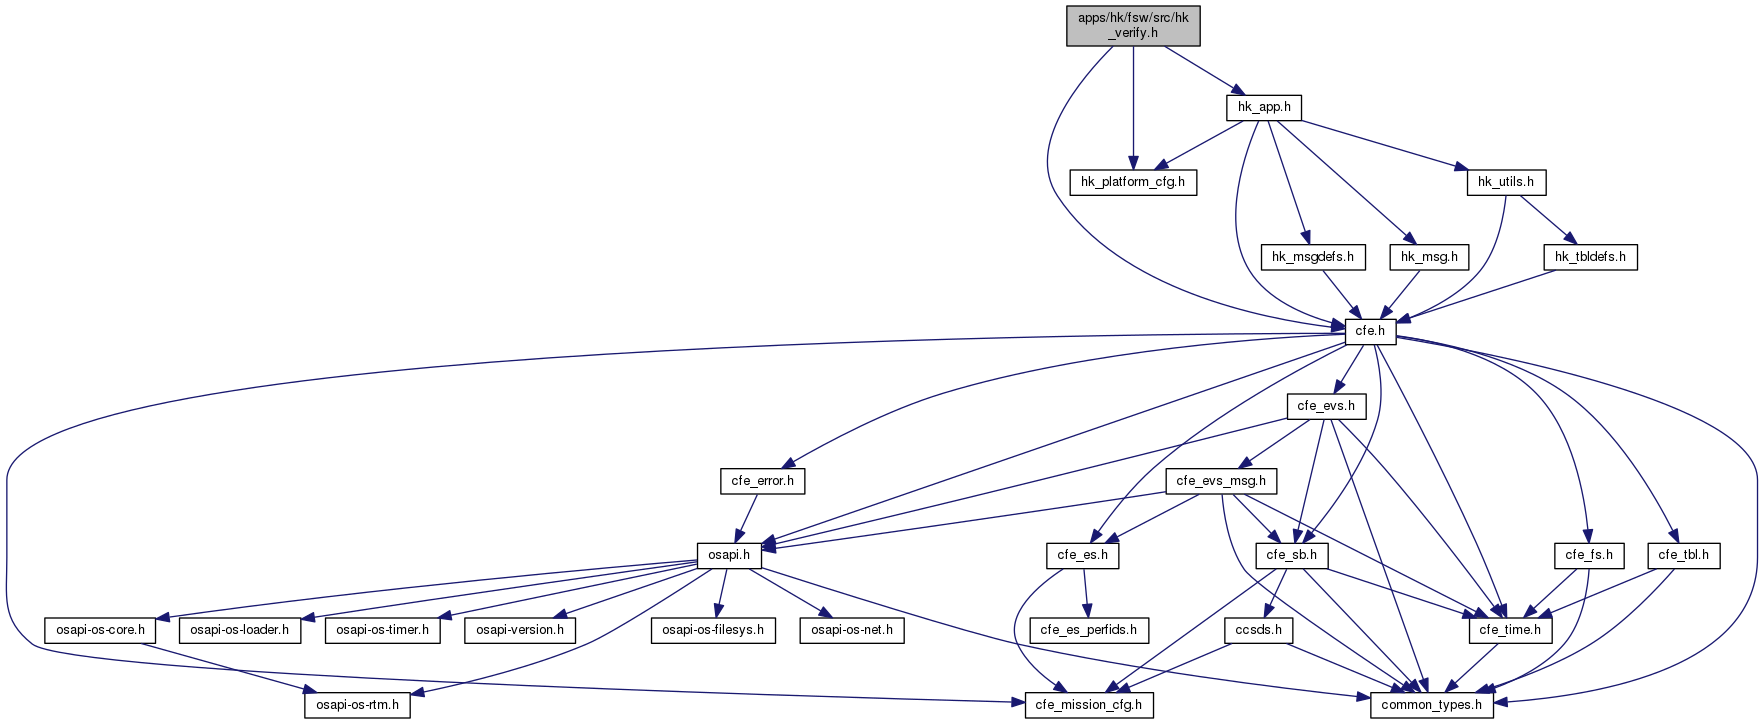 apps/hk/fsw/src/hk
_verify.h
hk_app.h
hk_platform_cfg.h
hk_utils.h
hk_msgdefs.h
hk_msg.h
hk_tbldefs.h
cfe.h
cfe_evs.h
cfe_error.h
cfe_evs_msg.h
osapi.h
cfe_es.h
cfe_sb.h
cfe_fs.h
cfe_tbl.h
osapi-os-core.h
osapi-os-loader.h
osapi-os-timer.h
osapi-version.h
osapi-os-filesys.h
osapi-os-net.h
cfe_es_perfids.h
ccsds.h
cfe_time.h
osapi-os-rtm.h
cfe_mission_cfg.h
common_types.h